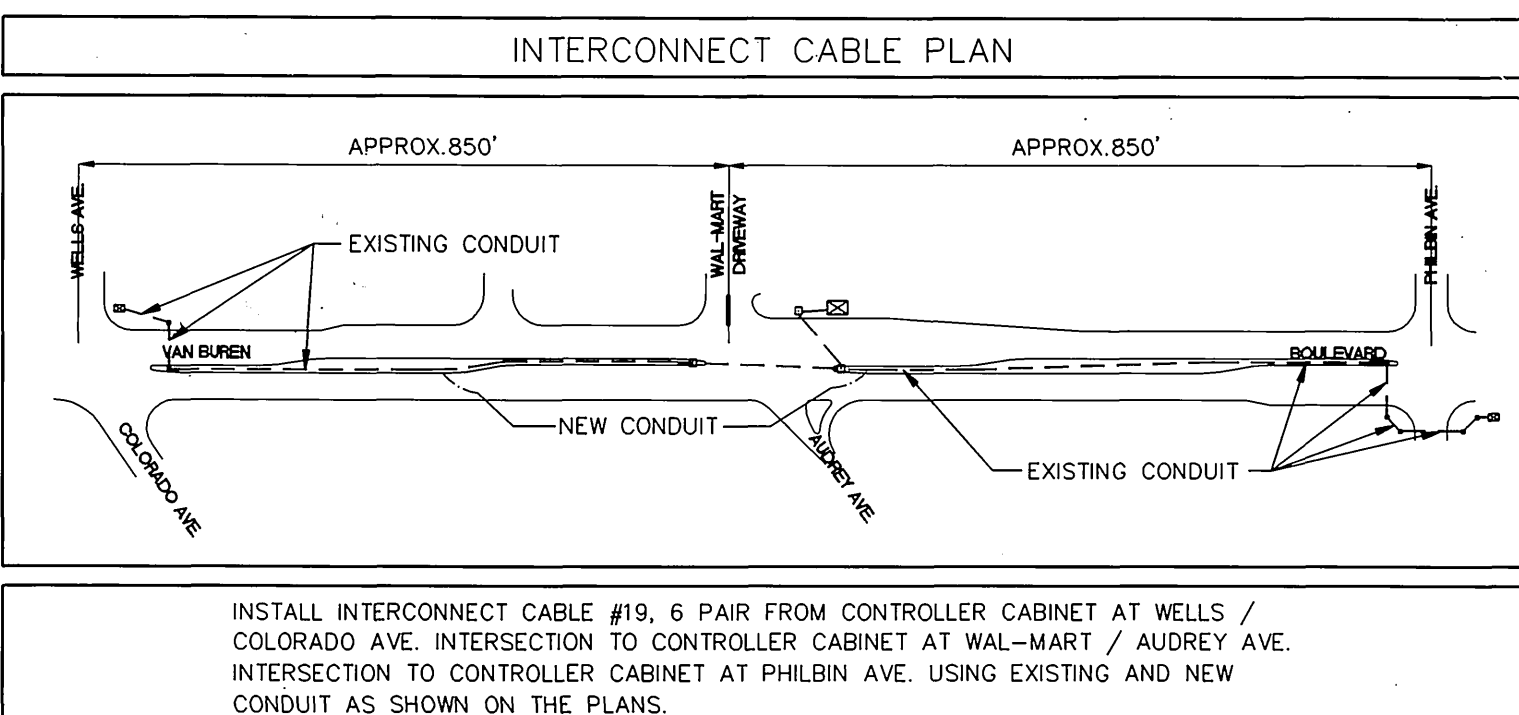 INTERCONNECT CABLE PLAN
APPROX.850'
APPROX.850'
WELLS AVE.
WAL-MART
DRIVEWAY
PHILBIN AVE.
EXISTING CONDUIT
VAN BUREN
BOULEVARD
NEW CONDUIT
COLORADO AVE
AUDREY AVE
EXISTING CONDUIT
INSTALL INTERCONNECT CABLE #19, 6 PAIR FROM CONTROLLER CABINET AT WELLS /
COLORADO AVE. INTERSECTION TO CONTROLLER CABINET AT WAL-MART / AUDREY AVE.
INTERSECTION TO CONTROLLER CABINET AT PHILBIN AVE. USING EXISTING AND NEW
CONDUIT AS SHOWN ON THE PLANS.